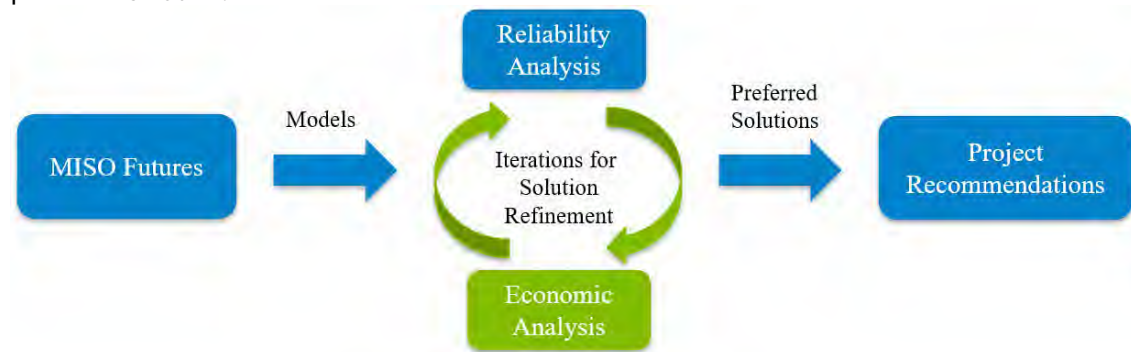 MISO Futures
Models
Reliability
Analysis
Iterations for
Solution
Refinement
Economic
Analysis
Preferred
Solutions
Project
Recommendations